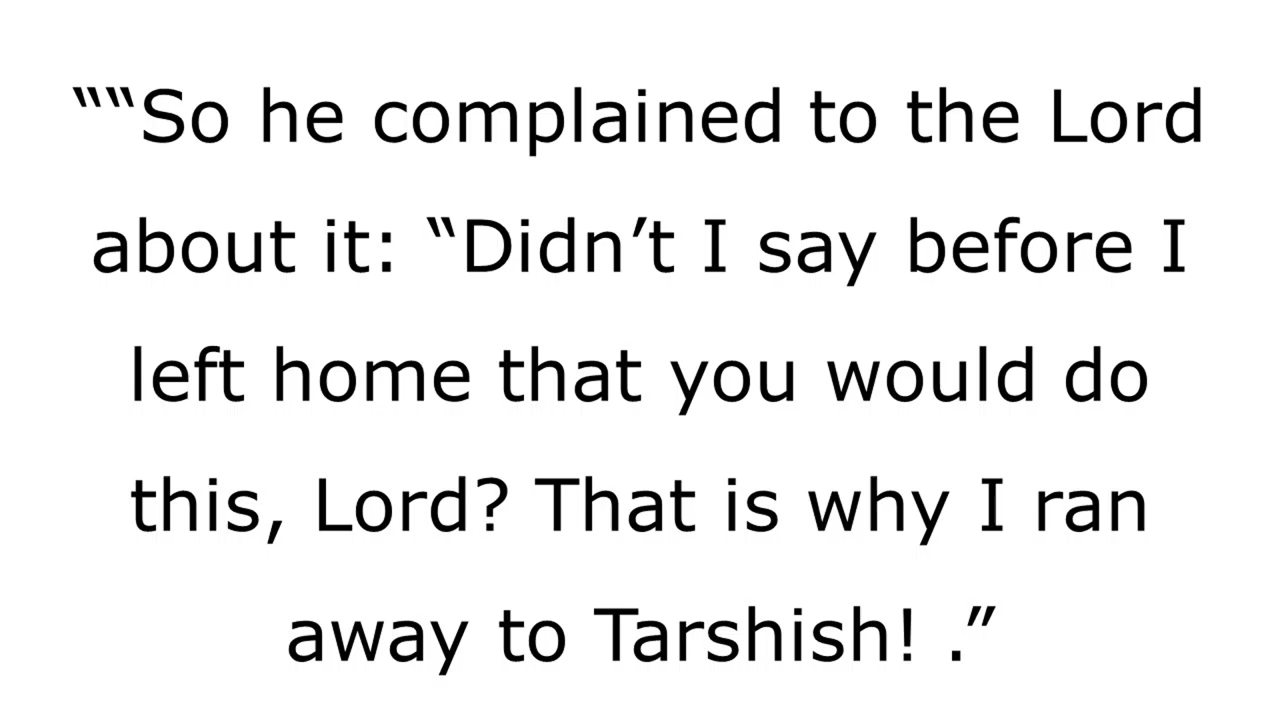 ““So he complained to the Lord
about it: “Didn’t I say before I
left home that you would do
this, Lord? That is why I ran
away to Tarshish! .”